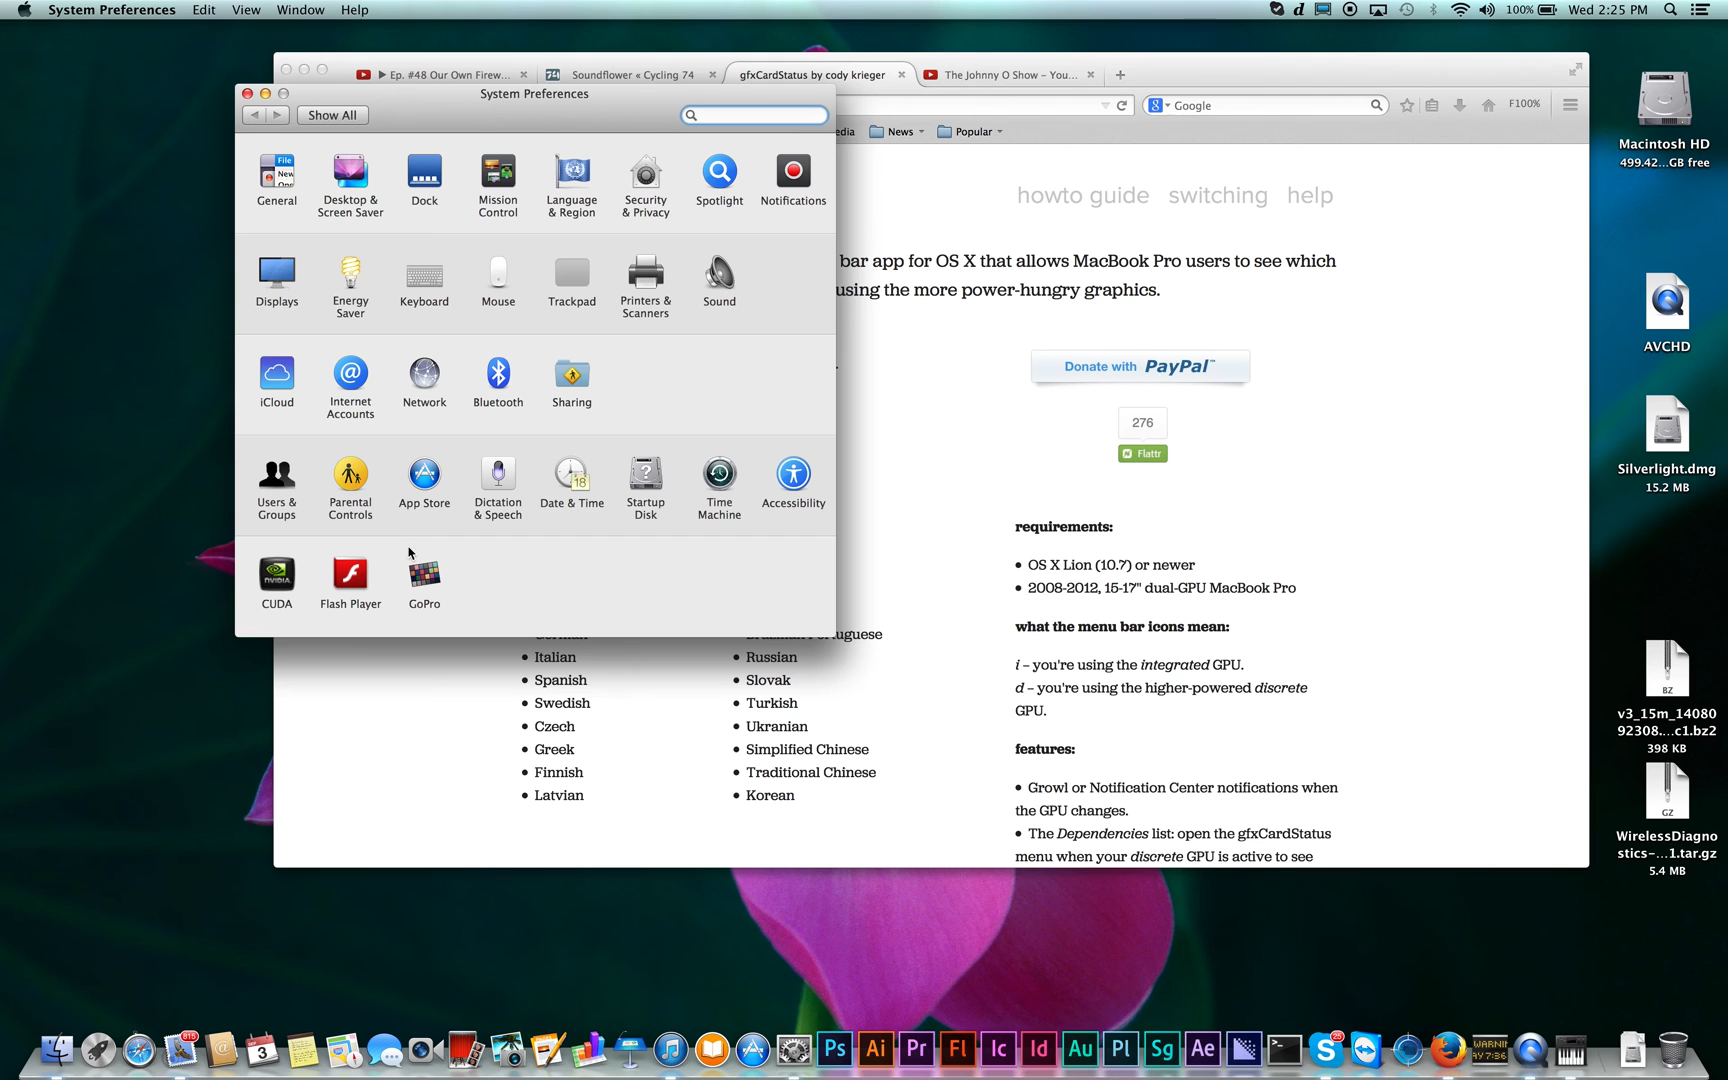 System Preferences Edit View Window Help
100% Wed 2:25 PM
Ep. #48 Our Own Firew...
Soundflower « Cycling 74
gfxCardStatus by cody krieger
The Johnny O Show – You...
System Preferences
Show All
Google
F100%
edia
News
Popular
General
Desktop &
Screen Saver
Dock
Mission
Control
Language
& Region
Security
& Privacy
Spotlight
Notifications
Displays
Energy
Saver
Keyboard
Mouse
Trackpad
Printers &
Scanners
Sound
iCloud
Internet
Accounts
Network
Bluetooth
Sharing
Users &
Groups
Parental
Controls
App Store
Dictation
& Speech
Date & Time
Startup
Disk
Time
Machine
Accessibility
CUDA
Flash Player
GoPro
howto guide switching help
bar app for OS X that allows MacBook Pro users to see which
using the more power-hungry graphics.
Donate with PayPal™
276
Flattr
• Italian
• Spanish
• Swedish
• Czech
• Greek
• Finnish
• Latvian
• Russian
• Slovak
• Turkish
• Ukranian
• Simplified Chinese
• Traditional Chinese
• Korean
requirements:
• OS X Lion (10.7) or newer
• 2008-2012, 15-17" dual-GPU MacBook Pro
what the menu bar icons mean:
i – you're using the integrated GPU.
d – you're using the higher-powered discrete
GPU.
features:
• Growl or Notification Center notifications when
the GPU changes.
• The Dependencies list: open the gfxCardStatus
menu when your discrete GPU is active to see
Macintosh HD
499.42...GB free
AVCHD
Silverlight.dmg
15.2 MB
BZ
v3_15m_14080
92308....c1.bz2
398 KB
GZ
WirelessDiagno
stics-...1.tar.gz
5.4 MB
815
3
Ps Ai Pr Fl Ic Id Au Pl Sg Ae
25